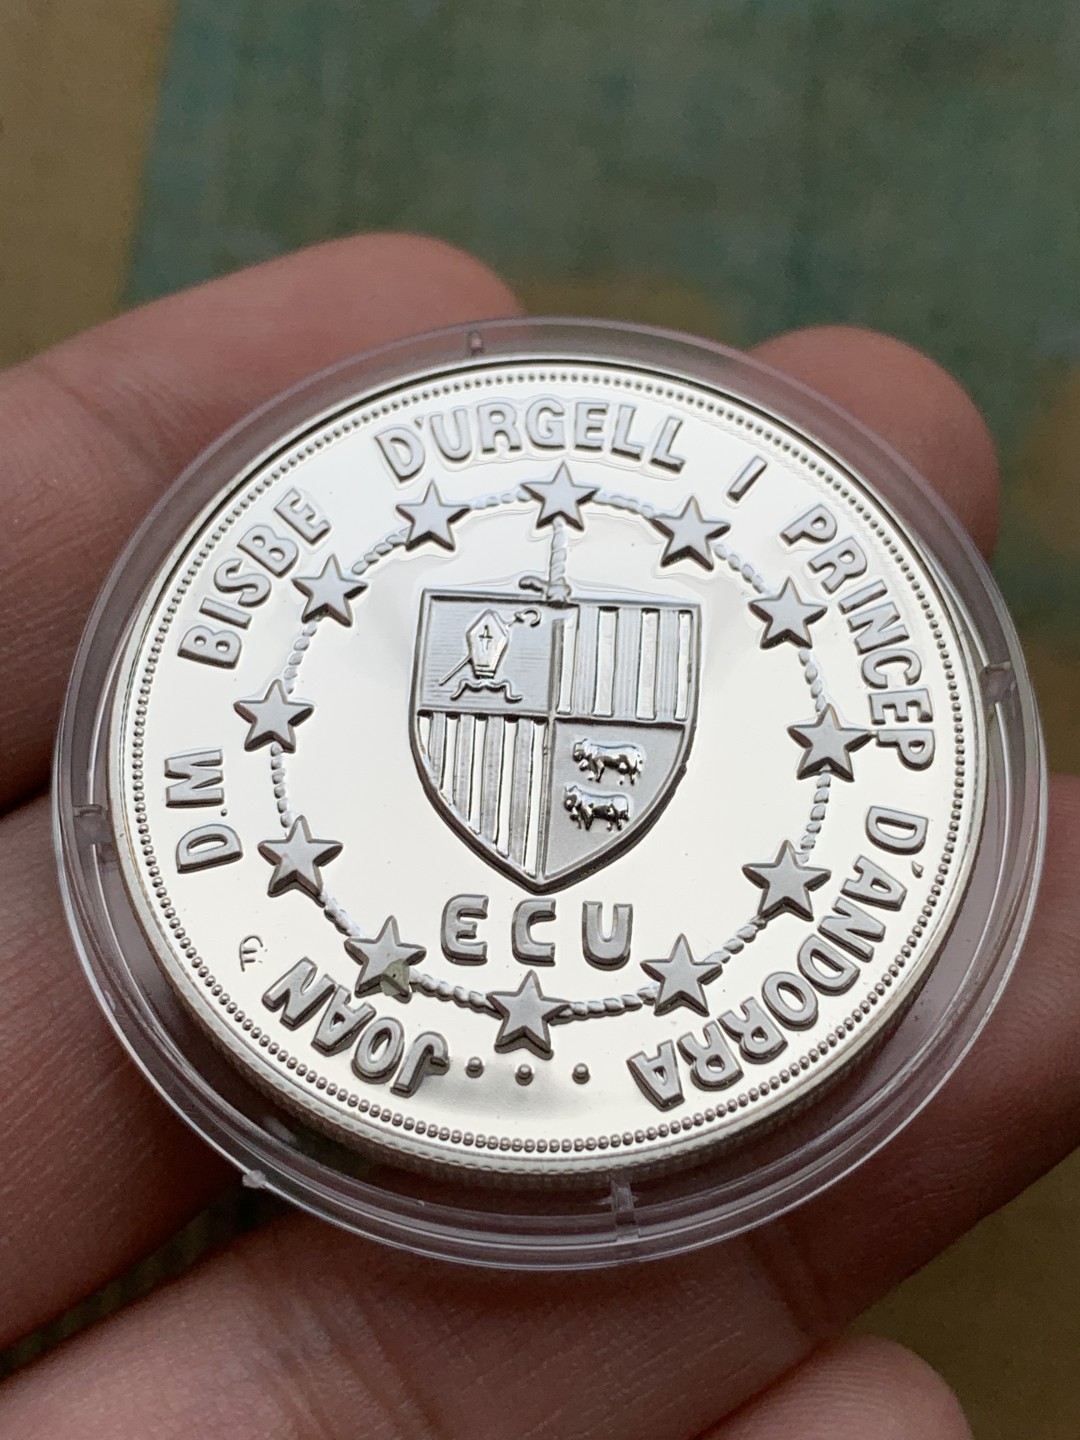 JOAN D.M BISBE D'URGELL I PRINCEP D'ANDORRA
ECU